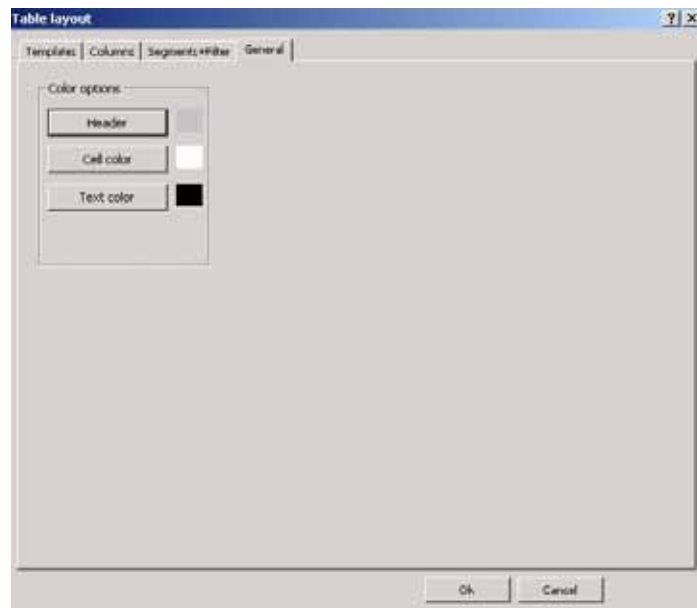 Table layout
Templates Columns Segments+Filter General
Color options
Header
Cell color
Text color
Ok Cancel